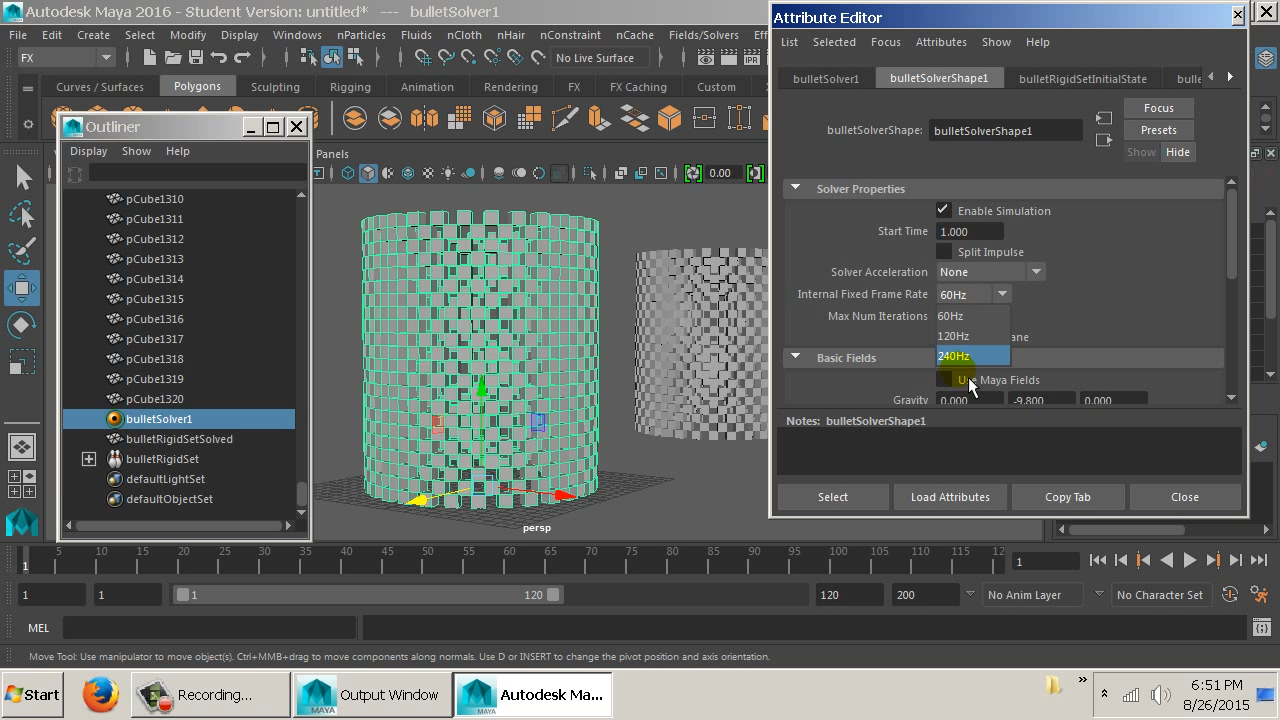 Autodesk Maya 2016 - Student Version: untitled*   ---   bulletSolver1
File Edit Create Select Modify Display Windows nParticles Fluids nCloth nHair nConstraint nCache Fields/Solvers
FX
No Live Surface
IPR
Curves / Surfaces Polygons Sculpting Rigging Animation Rendering FX FX Caching Custom
Outliner
Display Show Help
pCube1310
pCube1311
pCube1312
pCube1313
pCube1314
pCube1315
pCube1316
pCube1317
pCube1318
pCube1319
pCube1320
bulletSolver1
bulletRigidSetSolved
bulletRigidSet
defaultLightSet
defaultObjectSet
Panels
0.00
persp
Attribute Editor
List Selected Focus Attributes Show Help
bulletSolver1 bulletSolverShape1 bulletRigidSetInitialState bulle
Focus
bulletSolverShape: bulletSolverShape1
Presets
Show Hide
Solver Properties
Enable Simulation
Start Time 1.000
Split Impulse
Solver Acceleration None
Internal Fixed Frame Rate 60Hz
Max Num Iterations 60Hz
120Hz ane
Basic Fields 240Hz
Use Maya Fields
Gravity 0.000 -9.800 0.000
Notes: bulletSolverShape1
Select Load Attributes Copy Tab Close
5 10 15 20 25 30 35 40 45 50 55 60 65 70 75 80 85 90 95 100 105 110 115 12
1
1
1 1 1 120 120 200 No Anim Layer No Character Set
MEL
Move Tool: Use manipulator to move object(s). Ctrl+MMB+drag to move components along normals. Use D or INSERT to change the pivot position and axis orientation.
Start Recording... Output Window Autodesk Ma...
MAYA MAYA
6:51 PM
8/26/2015